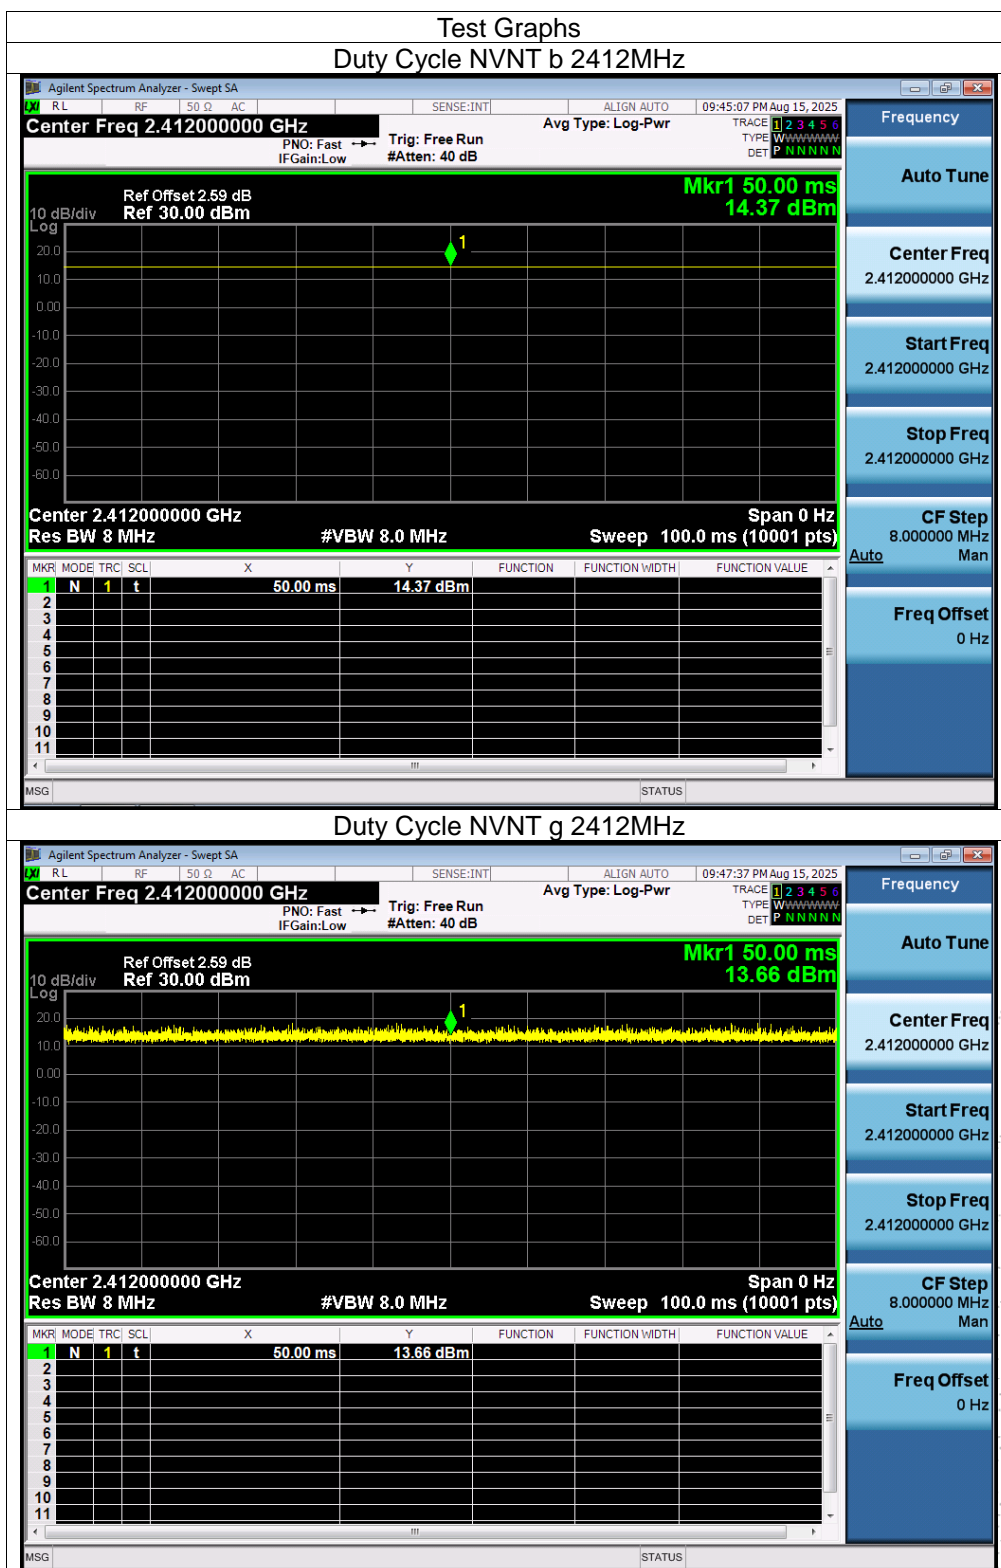 Test Graphs
Duty Cycle NVNT b 2412MHz
Agilent Spectrum Analyzer - Swept SA
LXI RL RF 50 Ω AC SENSE:INT ALIGN AUTO 09:45:07 PM Aug 15, 2025
Center Freq 2.412000000 GHz Avg Type: Log-Pwr TRACE 1 2 3 4 5 6
PNO: Fast Trig: Free Run TYPE WWWWWW
IFGain:Low #Atten: 40 dB DET P N N N N N
Frequency
Mkr1 50.00 ms
Ref Offset 2.59 dB
14.37 dBm
10 dB/div Ref 30.00 dBm
Log
1
20.0
10.0
0.00
-10.0
-20.0
-30.0
-40.0
-50.0
-60.0
Center 2.412000000 GHz Span 0 Hz
Res BW 8 MHz #VBW 8.0 MHz Sweep 100.0 ms (10001 pts)
MKR MODE TRC SCL X Y FUNCTION FUNCTION WIDTH FUNCTION VALUE
1 N 1 t 50.00 ms 14.37 dBm
2
3
4
5
6
7
8
9
10
11
MSG STATUS
Auto Tune
Center Freq
2.412000000 GHz
Start Freq
2.412000000 GHz
Stop Freq
2.412000000 GHz
CF Step
8.000000 MHz
Auto Man
Freq Offset
0 Hz
Duty Cycle NVNT g 2412MHz
Agilent Spectrum Analyzer - Swept SA
LXI RL RF 50 Ω AC SENSE:INT ALIGN AUTO 09:47:37 PM Aug 15, 2025
Center Freq 2.412000000 GHz Avg Type: Log-Pwr TRACE 1 2 3 4 5 6
PNO: Fast Trig: Free Run TYPE WWWWWW
IFGain:Low #Atten: 40 dB DET P N N N N N
Frequency
Mkr1 50.00 ms
Ref Offset 2.59 dB
13.66 dBm
10 dB/div Ref 30.00 dBm
Log
1
20.0
10.0
0.00
-10.0
-20.0
-30.0
-40.0
-50.0
-60.0
Center 2.412000000 GHz Span 0 Hz
Res BW 8 MHz #VBW 8.0 MHz Sweep 100.0 ms (10001 pts)
MKR MODE TRC SCL X Y FUNCTION FUNCTION WIDTH FUNCTION VALUE
1 N 1 t 50.00 ms 13.66 dBm
2
3
4
5
6
7
8
9
10
11
MSG STATUS
Auto Tune
Center Freq
2.412000000 GHz
Start Freq
2.412000000 GHz
Stop Freq
2.412000000 GHz
CF Step
8.000000 MHz
Auto Man
Freq Offset
0 Hz